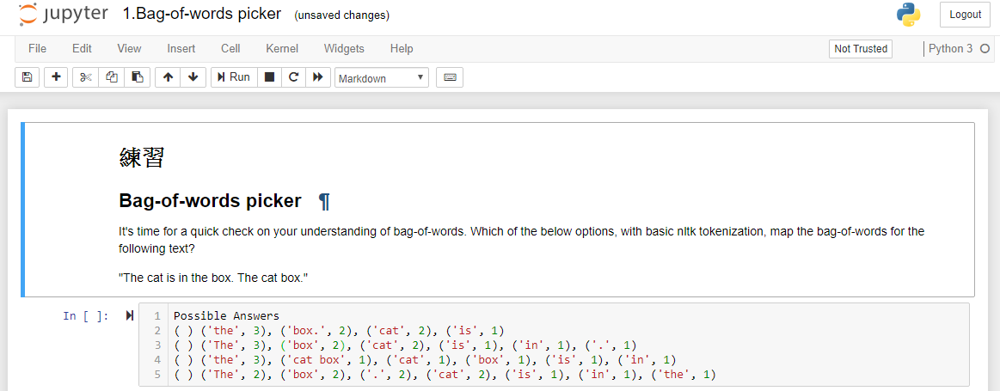 jupyter 1.Bag-of-words picker (unsaved changes) Logout
File Edit View Insert Cell Kernel Widgets Help Not Trusted Python 3
Run Markdown
練習
Bag-of-words picker ¶
It's time for a quick check on your understanding of bag-of-words. Which of the below options, with basic nltk tokenization, map the bag-of-words for the
following text?
"The cat is in the box. The cat box."
In [ ]: 1 Possible Answers
2 ( ) ('the', 3), ('box.', 2), ('cat', 2), ('is', 1)
3 ( ) ('The', 3), ('box', 2), ('cat', 2), ('is', 1), ('in', 1), ('.', 1)
4 ( ) ('the', 3), ('cat box', 1), ('cat', 1), ('box', 1), ('is', 1), ('in', 1)
5 ( ) ('The', 2), ('box', 2), ('.', 2), ('cat', 2), ('is', 1), ('in', 1), ('the', 1)